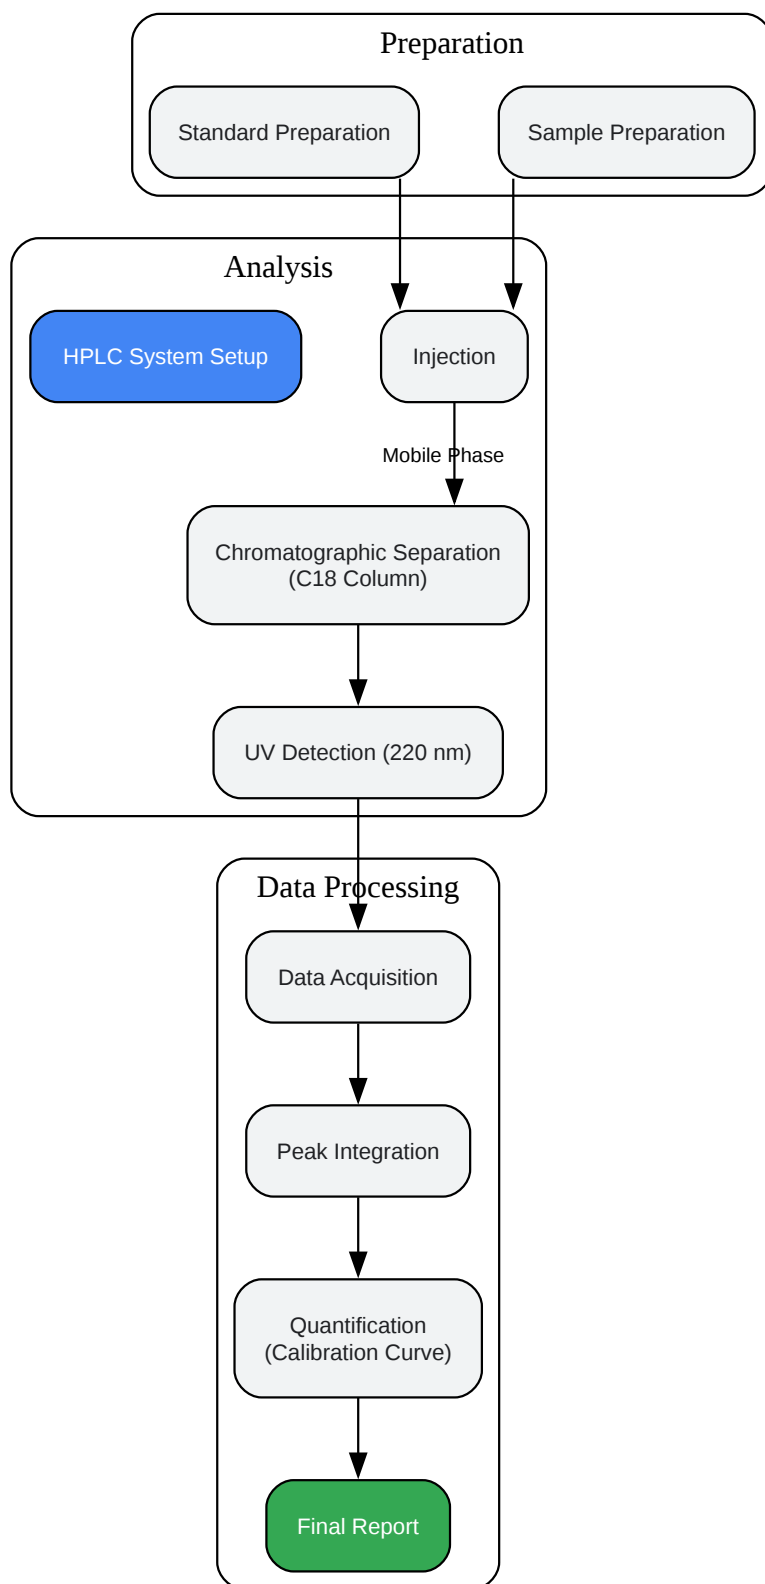 Preparation
Standard Preparation
Sample Preparation
Analysis
HPLC System Setup
Injection
Mobile Phase
Chromatographic Separation
(C18 Column)
UV Detection (220 nm)
Data Processing
Data Acquisition
Peak Integration
Quantification
(Calibration Curve)
Final Report